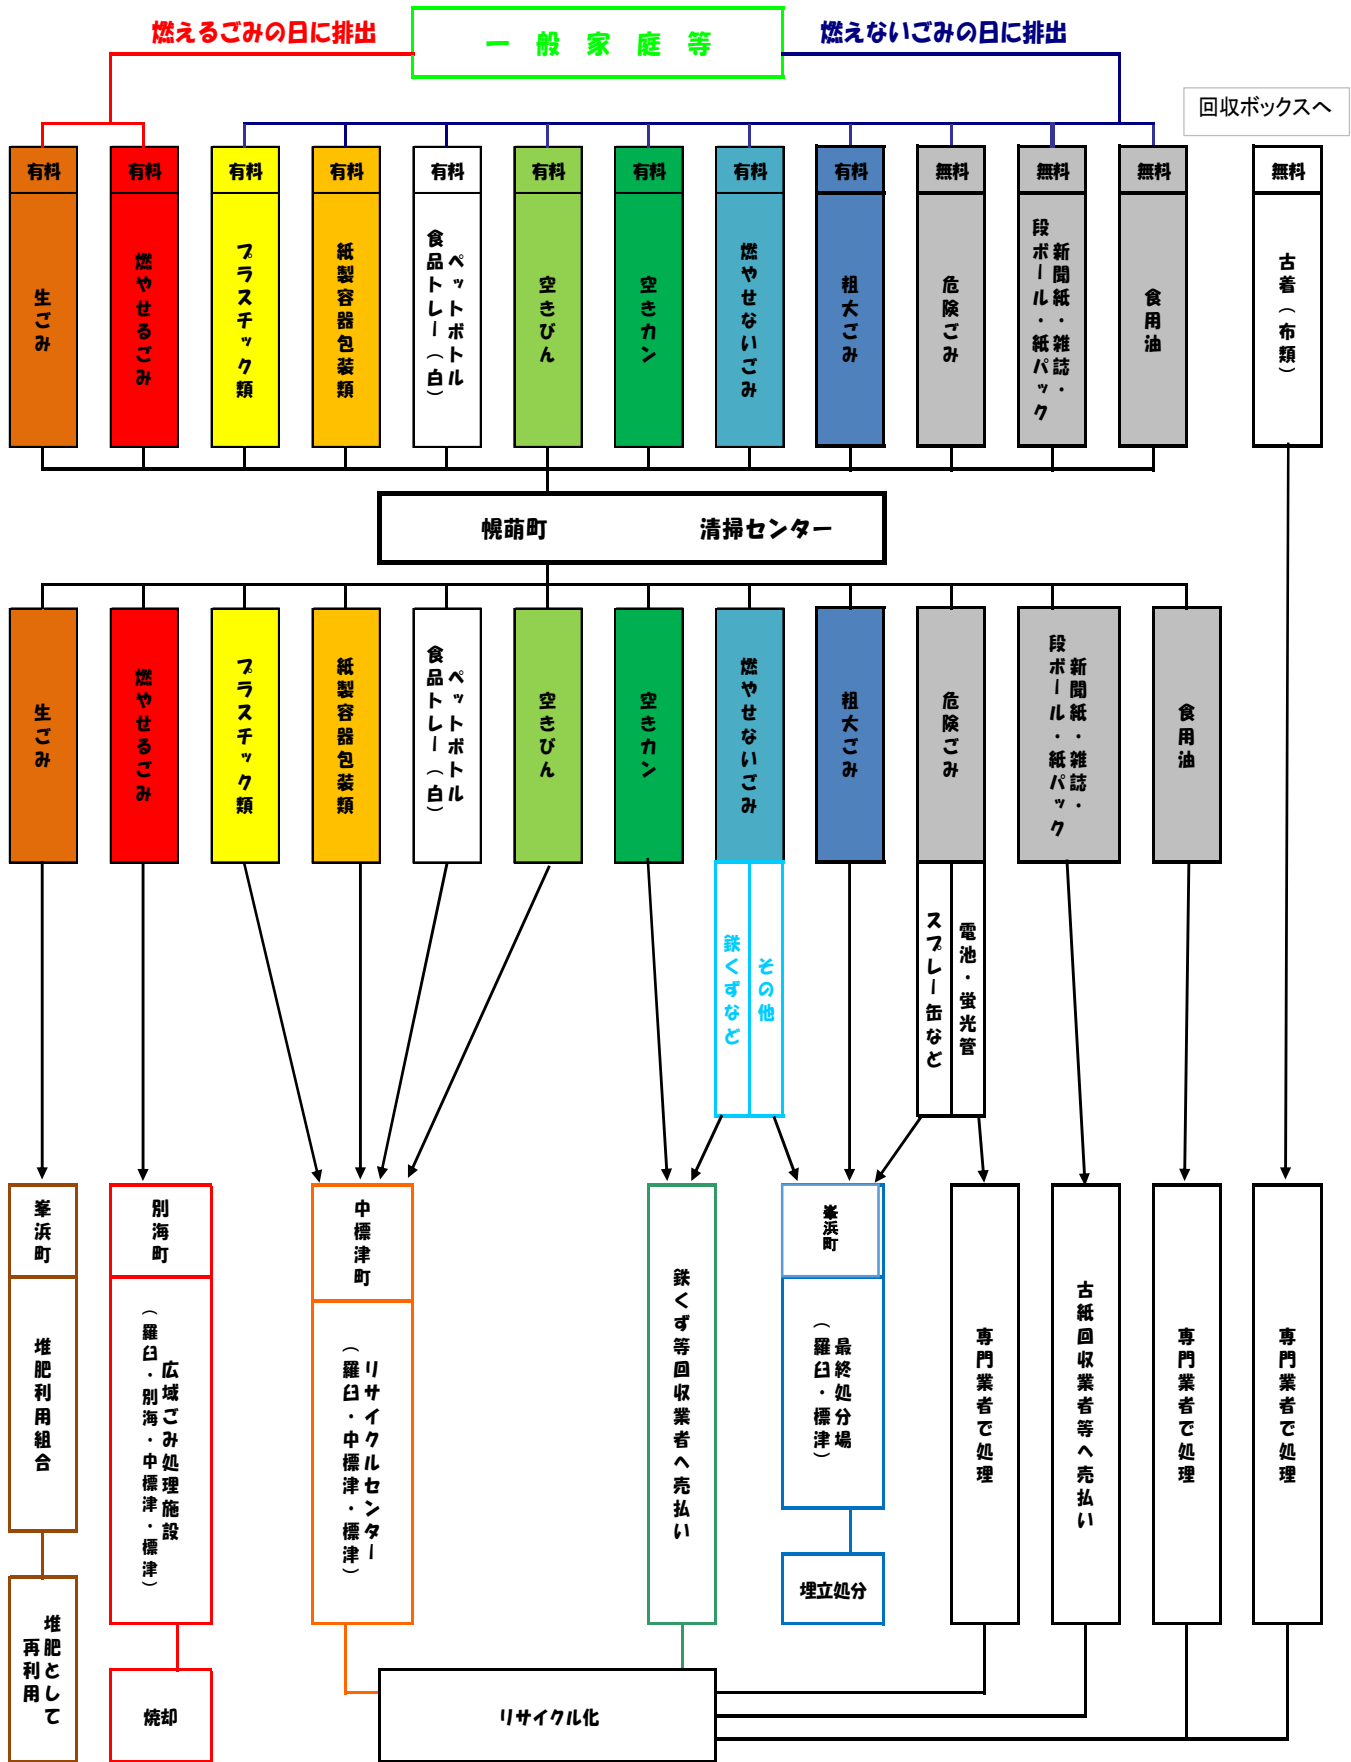 燃えるごみの日に排出
一般家庭等
燃えないごみの日に排出
回収ボックスへ
有料
有料
有料
有料
有料
有料
有料
有料
有料
無料
無料
無料
無料
生ごみ
燃やせるごみ
プラスチック類
紙製容器包装類
ペットボトル
食品トレー（白）
空きびん
空きカン
燃やせないごみ
粗大ごみ
危険ごみ
新聞紙・雑誌・
段ボール・紙パック
食用油
古着（布類）
幌萌町　清掃センター
生ごみ
燃やせるごみ
プラスチック類
紙製容器包装類
ペットボトル
食品トレー（白）
空きびん
空きカン
燃やせないごみ
粗大ごみ
危険ごみ
新聞紙・雑誌・
段ボール・紙パック
食用油
その他
鉄くずなど
電池・蛍光管
スプレー缶など
峯浜町
別海町
中標津町
峯浜町
堆肥利用組合
広域ごみ処理施設
（羅臼・別海・中標津・標津）
リサイクルセンター
（羅臼・中標津・標津）
鉄くず等回収業者へ売払い
最終処分場
（羅臼・標津）
専門業者で処理
古紙回収業者等へ売払い
専門業者で処理
専門業者で処理
堆肥として
再利用
焼却
リサイクル化
埋立処分